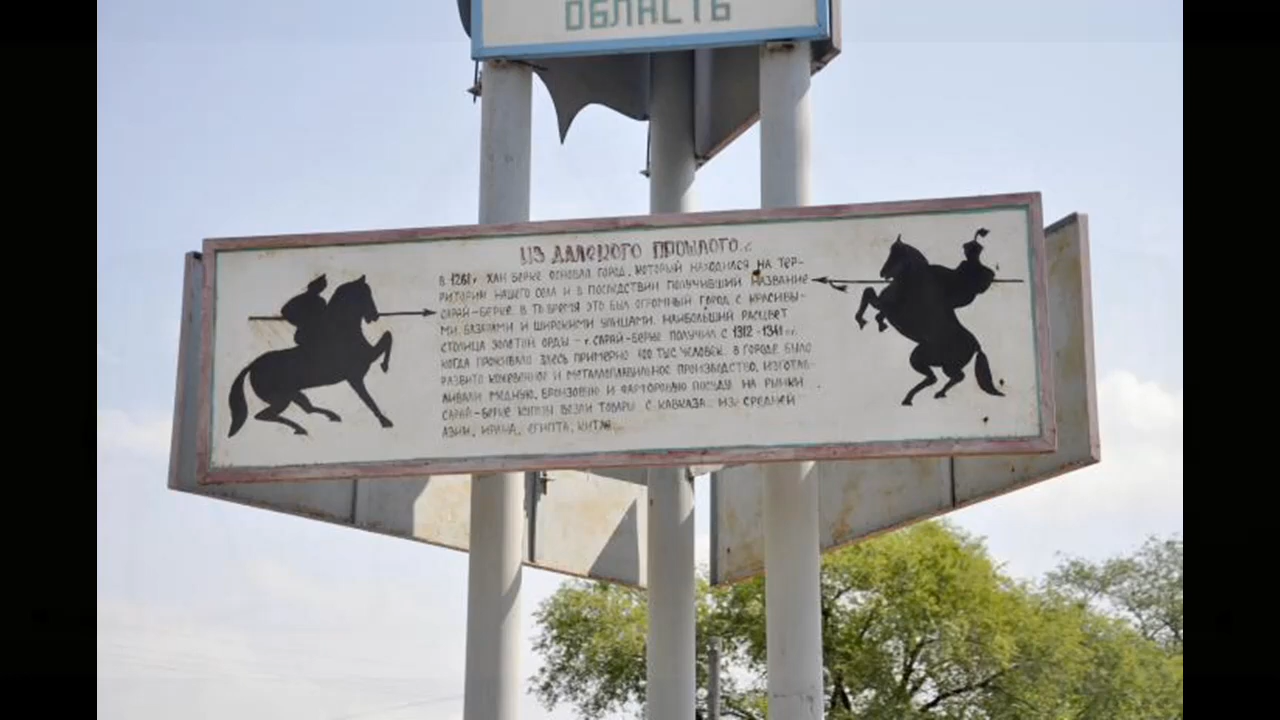 ОБЛАСТЬ
ИЗ ДАЛЕКОГО ПРОШЛОГО...
В 1261г. ХАН БЕРКЕ ОСНОВАЛ ГОРОД, КОТОРЫЙ НАХОДИЛСЯ НА ТЕР-
РИТОРИИ НАШЕГО СЕЛА И В ПОСЛЕДСТВИИ ПОЛУЧИВШИЙ НАЗВАНИЕ
САРАЙ-БЕРКЕ. В ТО ВРЕМЯ ЭТО БЫЛ ОГРОМНЫЙ ГОРОД С КРАСИВЫ-
МИ БАЗАРАМИ И ШИРОКИМИ УЛИЦАМИ. НАИБОЛЬШИЙ РАСЦВЕТ
СТОЛИЦА ЗОЛОТОЙ ОРДЫ - г. САРАЙ-БЕРКЕ ПОЛУЧИЛ С 1312-1341 г.г.
КОГДА ПРОЖИВАЛО ЗДЕСЬ ПРИМЕРНО 100 ТЫС ЧЕЛОВЕК. В ГОРОДЕ БЫЛО
РАЗВИТО КОЖЕВЕННОЕ И МЕТАЛЛОПЛАВИЛЬНОЕ ПРОИЗВОДСТВО, ИЗГОТАВ-
ЛИВАЛИ МЕДНУЮ, БРОНЗОВУЮ И ФАРФОРОВУЮ ПОСУДУ. НА РЫНКИ
САРАЙ-БЕРКЕ КУПЦЫ ВЕЗЛИ ТОВАРЫ С КАВКАЗА, ИЗ СРЕДНЕЙ
АЗИИ, ИРАНА, ЕГИПТА, КИТАЯ.